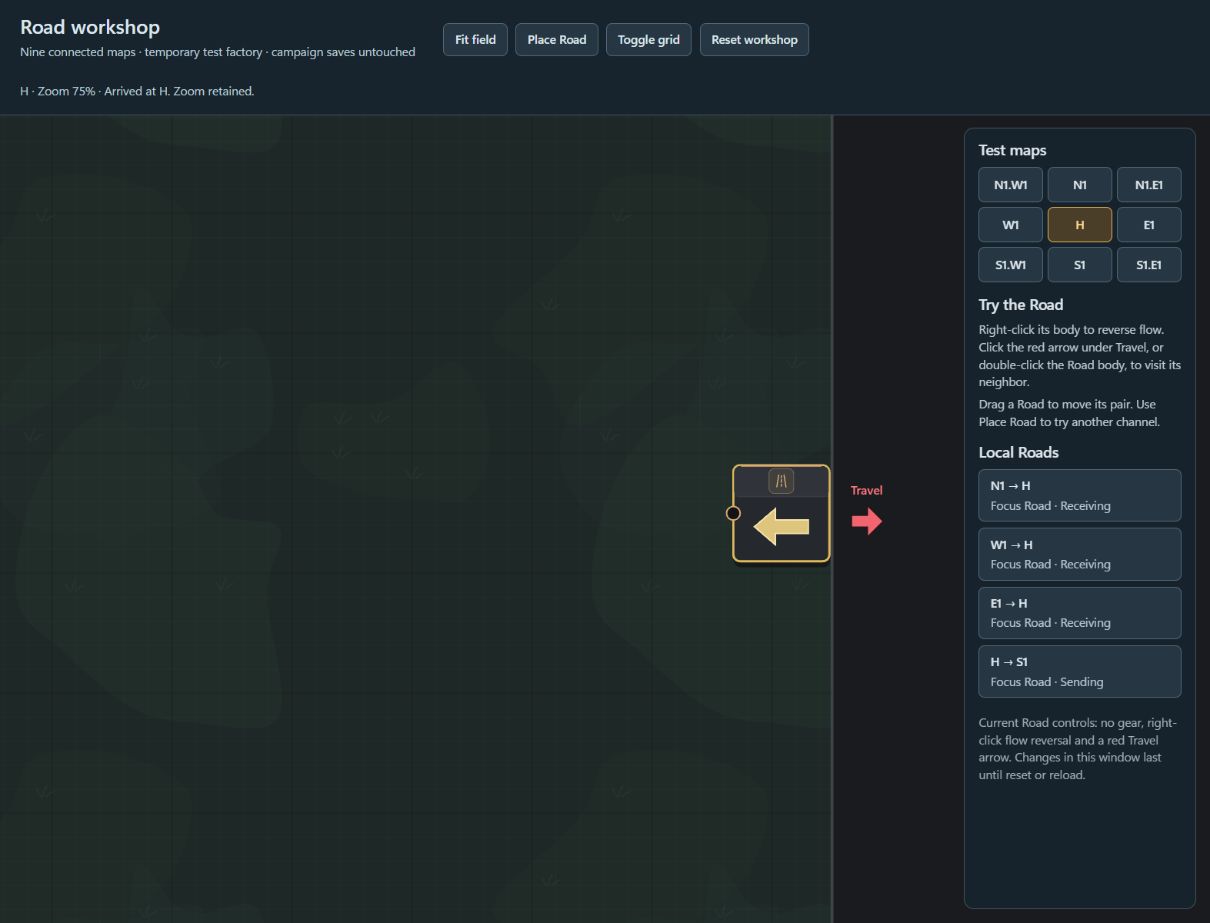 Road workshop
Nine connected maps · temporary test factory · campaign saves untouched
Fit field
Place Road
Toggle grid
Reset workshop
H · Zoom 75% · Arrived at H. Zoom retained.
Travel
Test maps
N1.W1
N1
N1.E1
W1
H
E1
S1.W1
S1
S1.E1
Try the Road
Right-click its body to reverse flow.
Click the red arrow under Travel, or
double-click the Road body, to visit its
neighbor.
Drag a Road to move its pair. Use
Place Road to try another channel.
Local Roads
N1 → H
Focus Road · Receiving
W1 → H
Focus Road · Receiving
E1 → H
Focus Road · Receiving
H → S1
Focus Road · Sending
Current Road controls: no gear, right-
click flow reversal and a red Travel
arrow. Changes in this window last
until reset or reload.